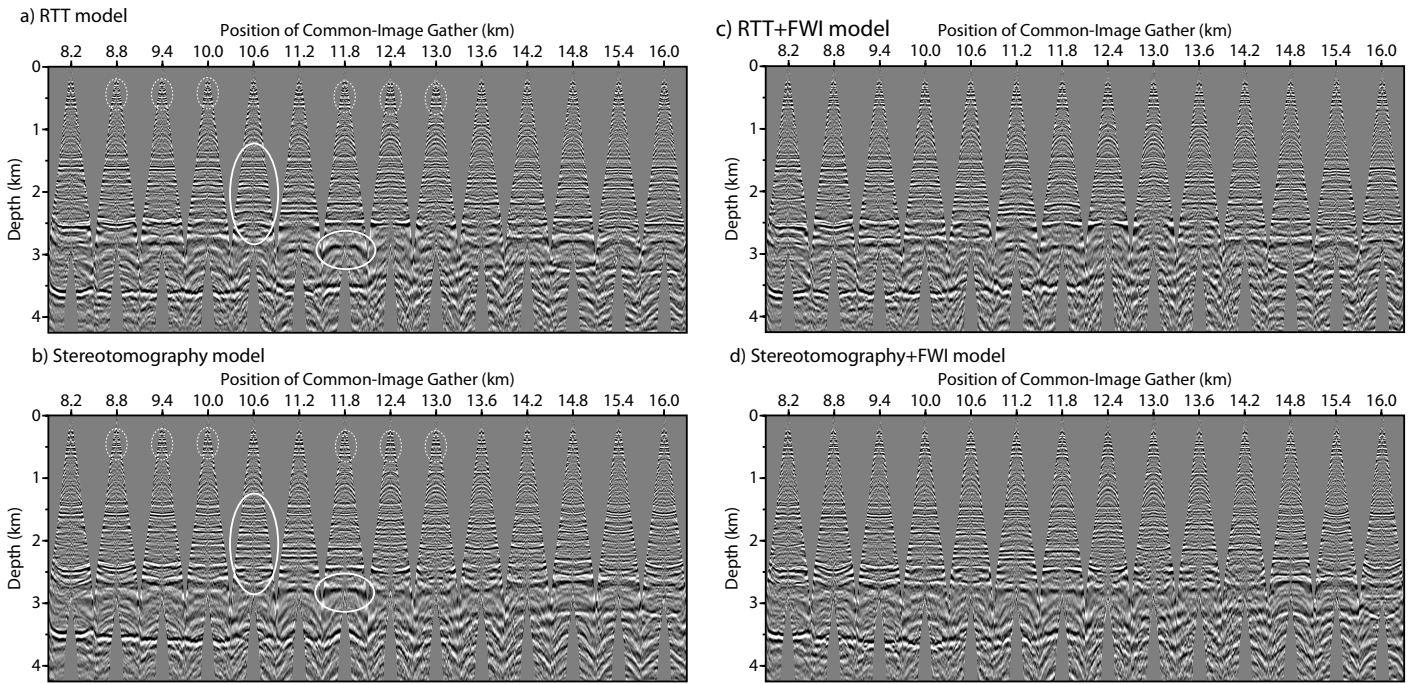 a) RTT model
Position of Common-Image Gather (km)
8.2 8.8 9.4 10.0 10.6 11.2 11.8 12.4 13.0 13.6 14.2 14.8 15.4 16.0
0
1
2
3
4
Depth (km)
c) RTT+FWI model
Position of Common-Image Gather (km)
8.2 8.8 9.4 10.0 10.6 11.2 11.8 12.4 13.0 13.6 14.2 14.8 15.4 16.0
0
1
2
3
4
Depth (km)
b) Stereotomography model
Position of Common-Image Gather (km)
8.2 8.8 9.4 10.0 10.6 11.2 11.8 12.4 13.0 13.6 14.2 14.8 15.4 16.0
0
1
2
3
4
Depth (km)
d) Stereotomography+FWI model
Position of Common-Image Gather (km)
8.2 8.8 9.4 10.0 10.6 11.2 11.8 12.4 13.0 13.6 14.2 14.8 15.4 16.0
0
1
2
3
4
Depth (km)